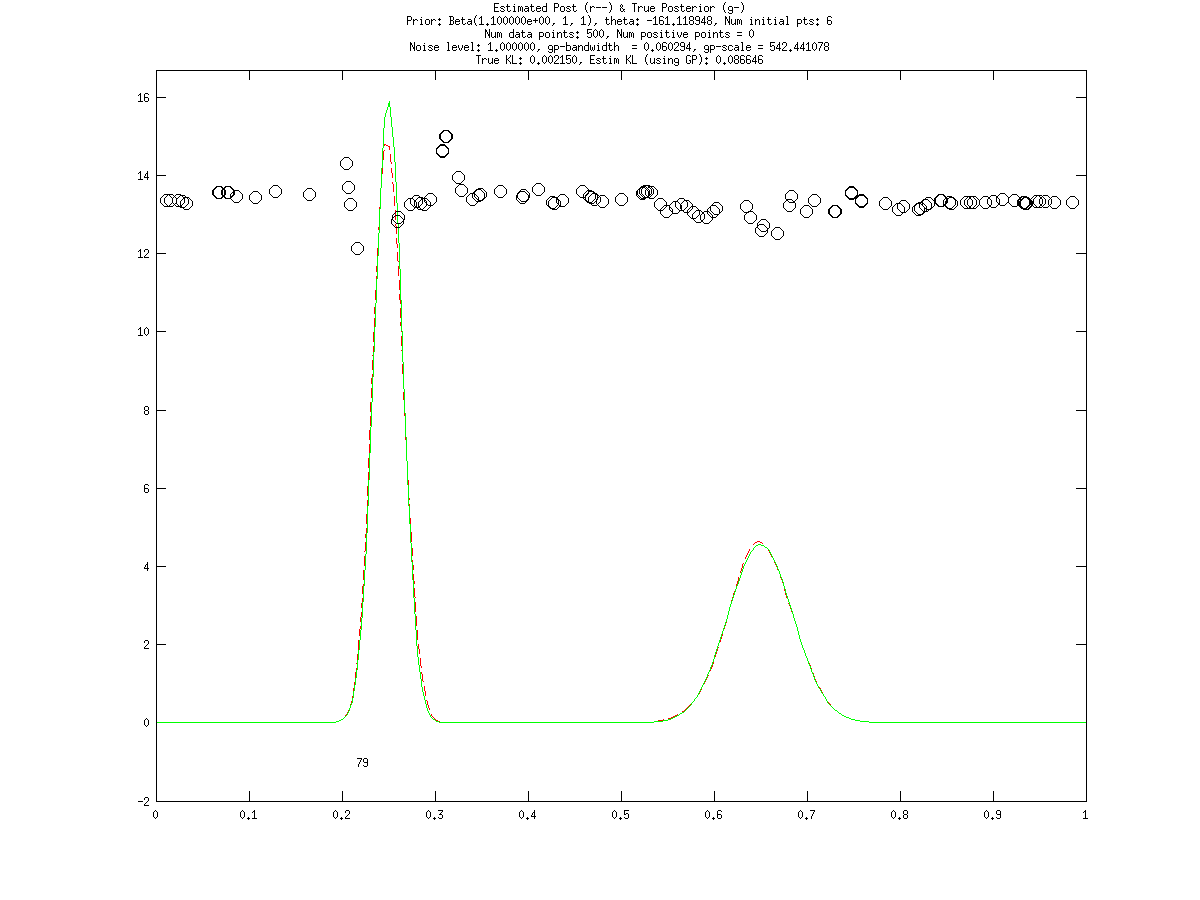 Estimated Post (r--) & True Posterior (g-)
Prior: Beta(1.100000e+00, 1, 1), theta: -161.118948, Num initial pts: 6
Num data points: 500, Num positive points = 0
Noise level: 1.000000, gp-bandwidth  = 0.060294, gp-scale = 542.441078
True KL: 0.002150, Estim KL (using GP): 0.086646
16
14
12
10
8
6
4
2
0
79
-2
0 0.1 0.2 0.3 0.4 0.5 0.6 0.7 0.8 0.9 1